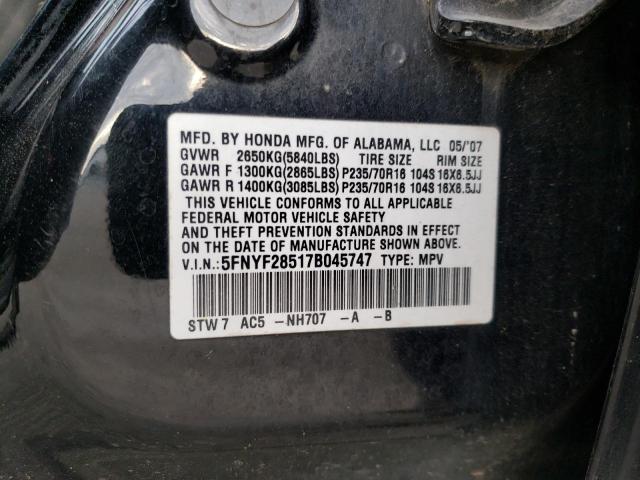 MFD. BY HONDA MFG. OF ALABAMA, LLC 05/'07
GVWR 2650KG(5840LBS) TIRE SIZE RIM SIZE
GAWR F 1300KG(2865LBS) P235/70R16 104S 16X6.5JJ
GAWR R 1400KG(3085LBS) P235/70R16 104S 16X6.5JJ
THIS VEHICLE CONFORMS TO ALL APPLICABLE
FEDERAL MOTOR VEHICLE SAFETY
AND THEFT PREVENTION STANDARDS IN EFFECT
ON THE DATE OF MANUFACTURE SHOWN ABOVE.
V.I.N.:5FNYF28517B045747 TYPE: MPV
STW7 AC5 -NH707 -A -B